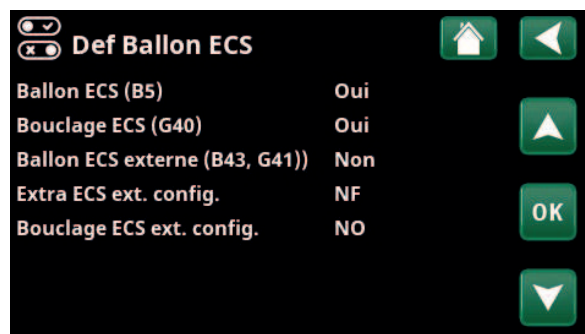 Def Ballon ECS
Ballon ECS (B5) Oui
Bouclage ECS (G40) Oui
Ballon ECS externe (B43, G41)) Non
Extra ECS ext. config. NF
Bouclage ECS ext. config. NO
OK